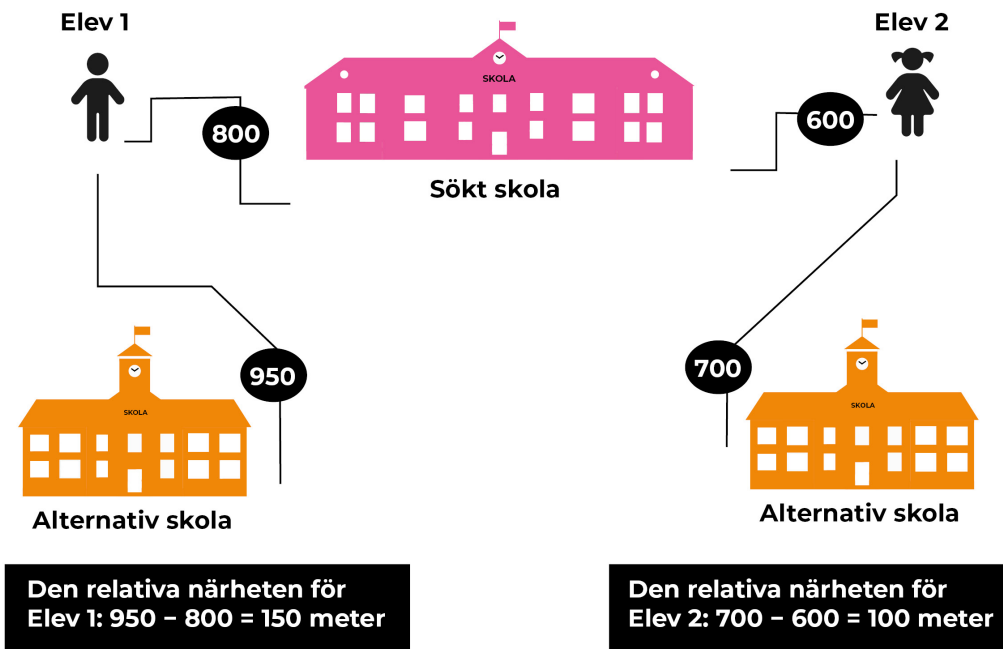 Elev 1
Elev 2
SKOLA
800
600
Sökt skola
950
700
SKOLA
SKOLA
Alternativ skola
Alternativ skola
Den relativa närheten för
Elev 1: 950 – 800 = 150 meter
Den relativa närheten för
Elev 2: 700 – 600 = 100 meter